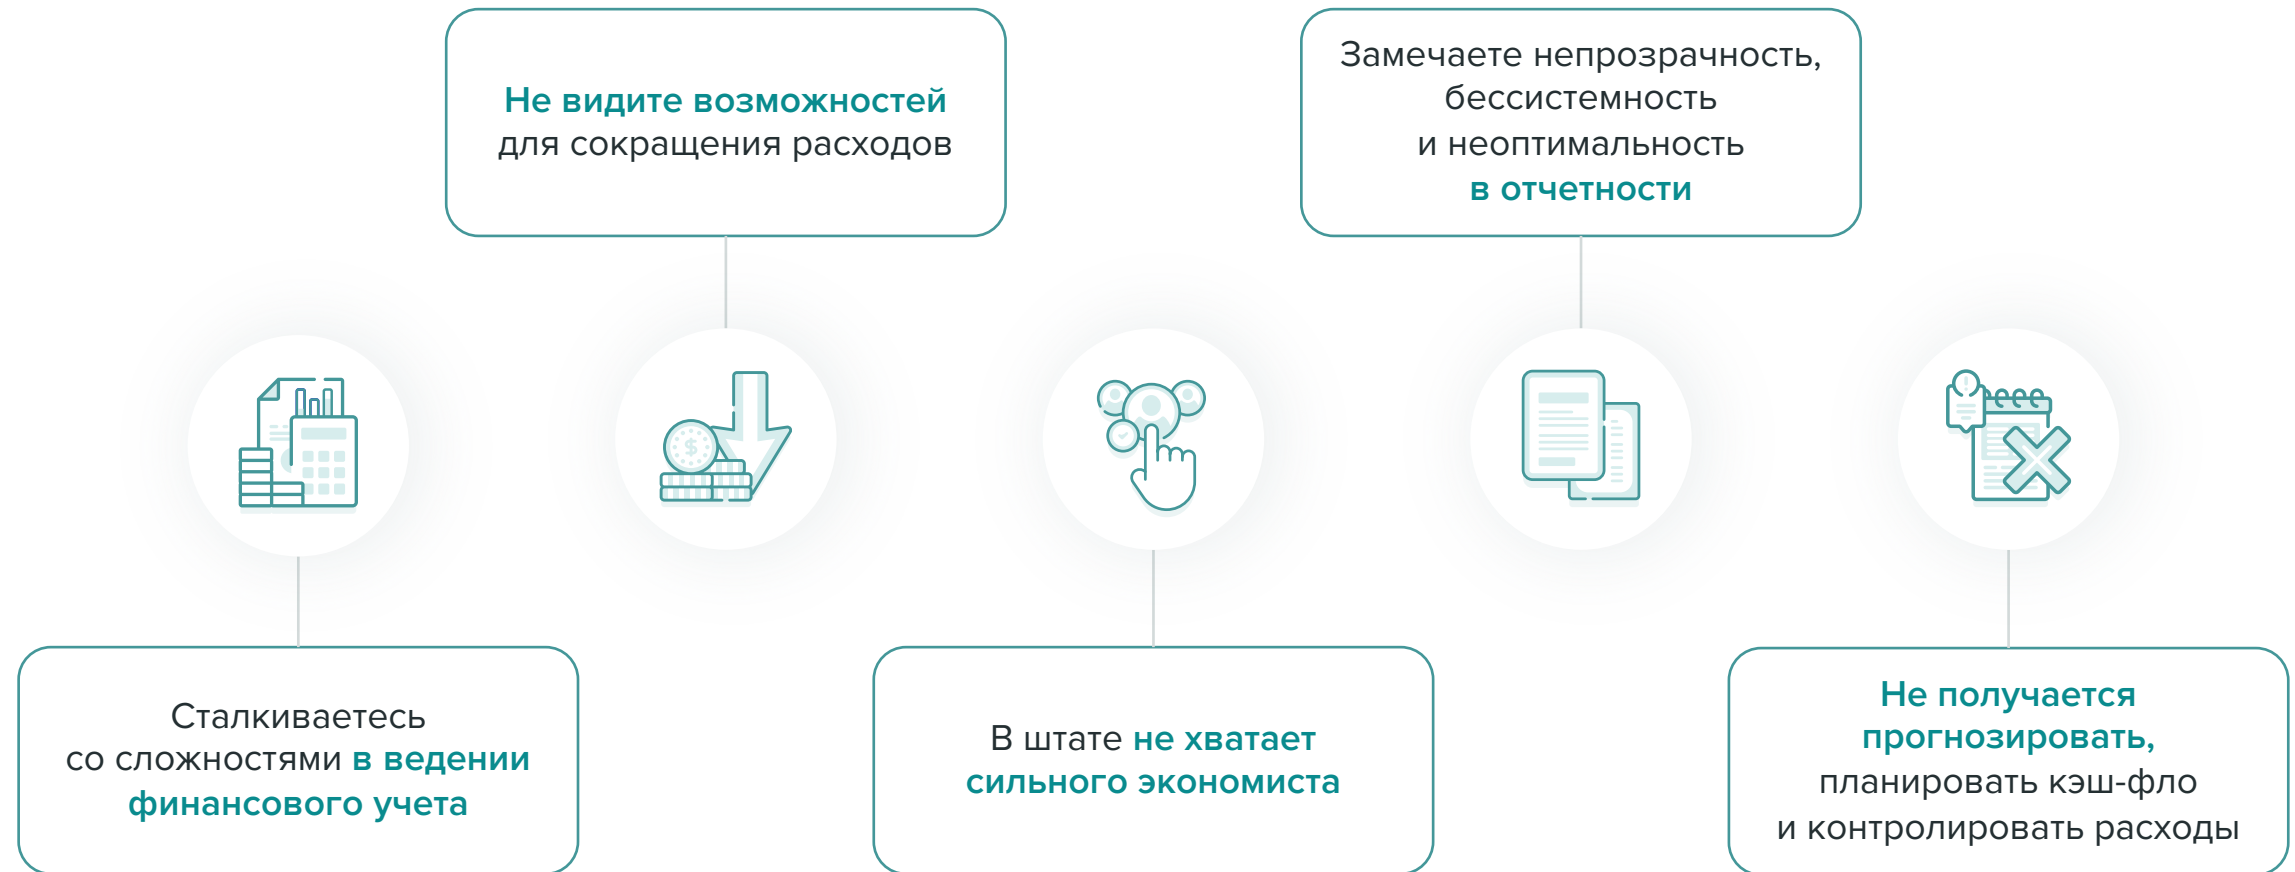 Не видите возможностей
для сокращения расходов
Замечаете непрозрачность,
бессистемность
и неоптимальность
в отчетности
Сталкиваетесь
со сложностями в ведении
финансового учета
В штате не хватает
сильного экономиста
Не получается
прогнозировать,
планировать кэш-фло
и контролировать расходы